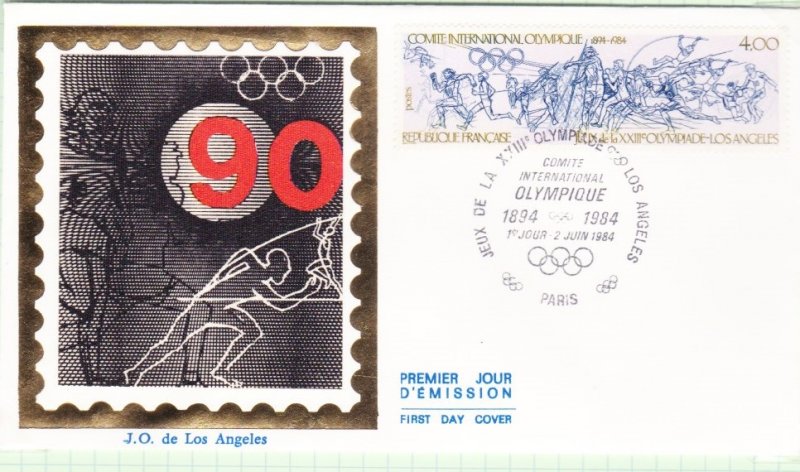 90
J.O. de Los Angeles
COMITE INTERNATIONAL OLYMPIQUE 1894-1984
4,00
postes
REPUBLIQUE FRANÇAISE JEUX de la XXIIIe OLYMPIADE-LOS ANGELES
JEUX DE LA XXIIIe OLYMPIADE LOS ANGELES
COMITE
INTERNATIONAL
OLYMPIQUE
1894 1984
1er JOUR-2 JUIN 1984
PARIS
PREMIER JOUR
D'ÉMISSION
FIRST DAY COVER